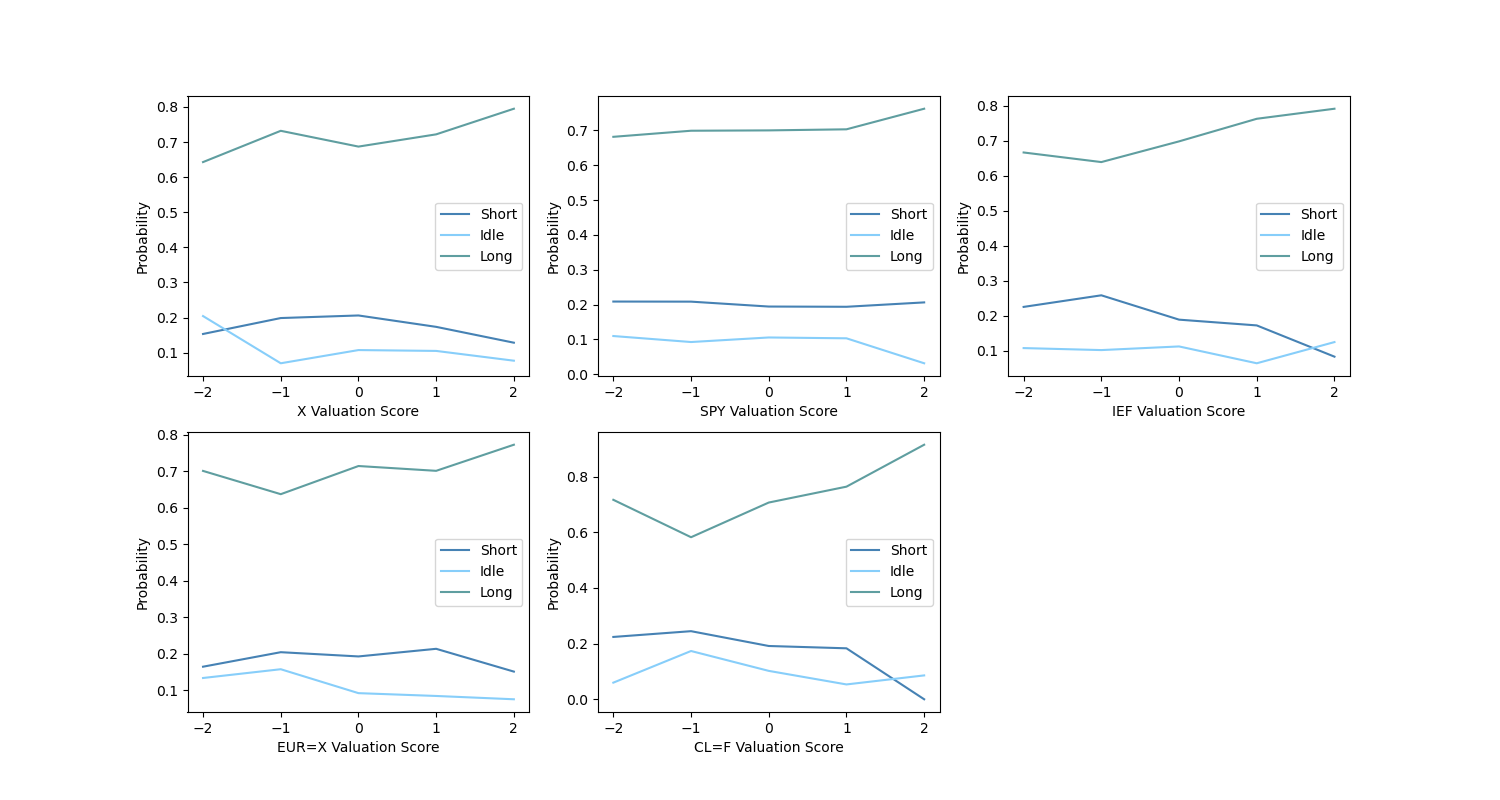 0.8
0.7
0.6
0.5
0.4
0.3
0.2
0.1
Probability
−2 −1 0 1 2
X Valuation Score
Short
Idle
Long
0.7
0.6
0.5
0.4
0.3
0.2
0.1
0.0
Probability
−2 −1 0 1 2
SPY Valuation Score
Short
Idle
Long
0.8
0.7
0.6
0.5
0.4
0.3
0.2
0.1
Probability
−2 −1 0 1 2
IEF Valuation Score
Short
Idle
Long
0.8
0.7
0.6
0.5
0.4
0.3
0.2
0.1
Probability
−2 −1 0 1 2
EUR=X Valuation Score
Short
Idle
Long
0.8
0.6
0.4
0.2
0.0
Probability
−2 −1 0 1 2
CL=F Valuation Score
Short
Idle
Long